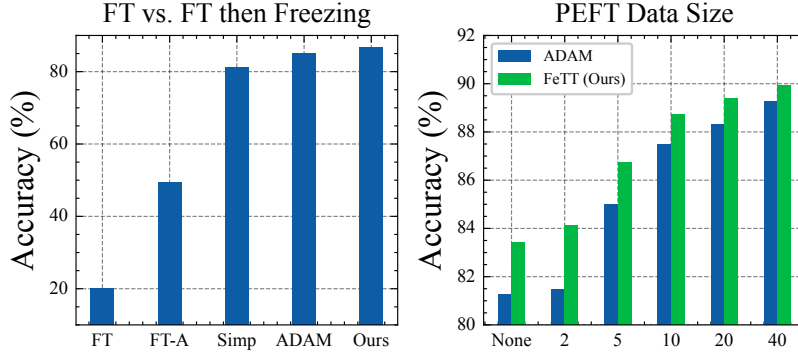 FT vs. FT then Freezing
Accuracy (%)
80
60
40
20
FT FT-A Simp ADAM Ours
PEFT Data Size
Accuracy (%)
92
90
88
86
84
82
80
ADAM
FeTT (Ours)
None 2 5 10 20 40